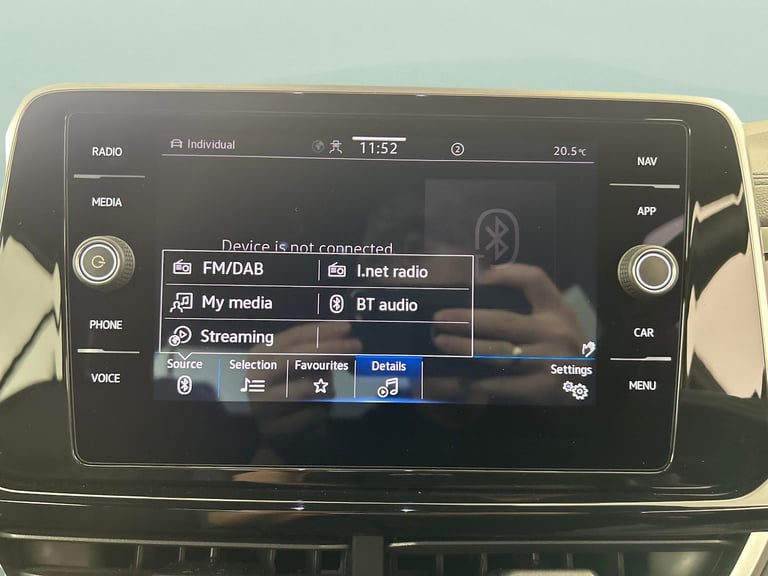 RADIO
MEDIA
PHONE
VOICE
Individual
11:52
2
20.5°C
Device is not connected
FM/DAB
I.net radio
My media
BT audio
Streaming
Source
Selection
Favourites
Details
Settings
NAV
APP
CAR
MENU